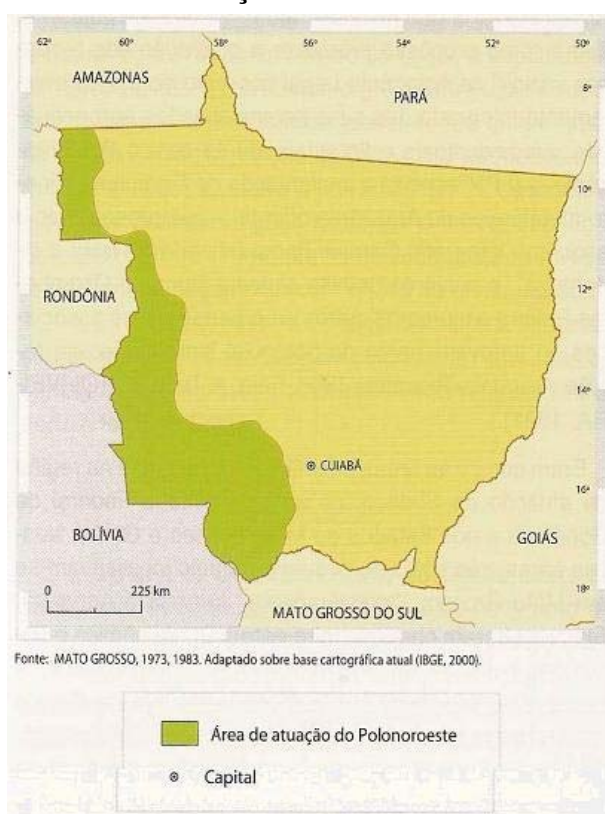 62° 60° 58° 56° 54° 52° 50°
AMAZONAS
PARÁ
8°
10°
RONDÔNIA
12°
14°
CUIABÁ
16°
BOLÍVIA
GOIÁS
0 225 km
18°
MATO GROSSO DO SUL
Fonte: MATO GROSSO, 1973, 1983. Adaptado sobre base cartográfica atual (IBGE, 2000).
Área de atuação do Polonoroeste
Capital